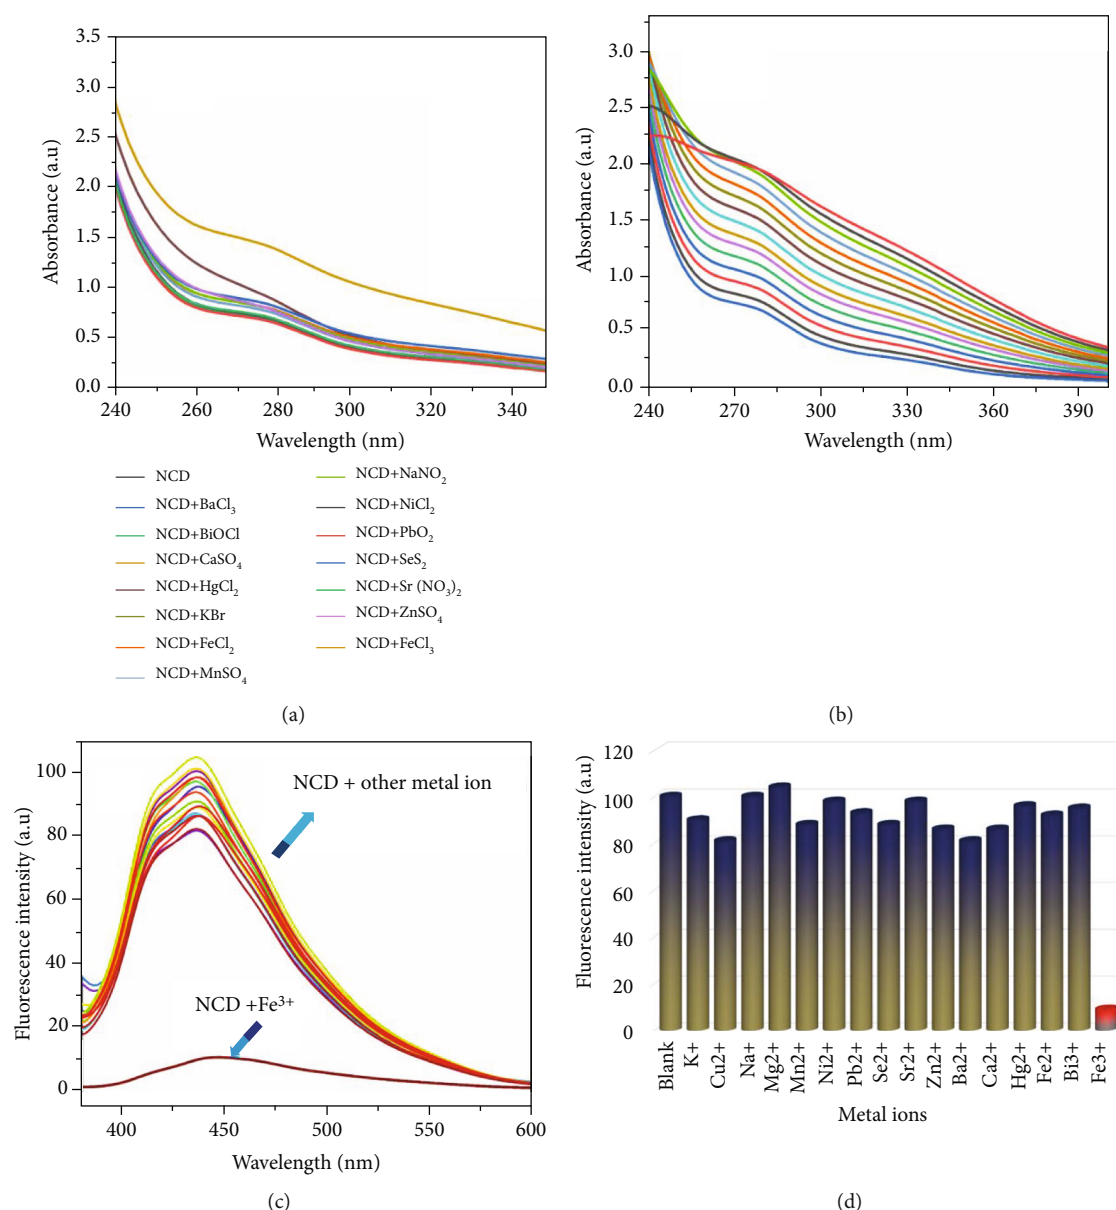 3.5
3.0
2.5
2.0
1.5
1.0
0.5
0.0
Absorbance (a.u)
240 260 280 300 320 340
Wavelength (nm)
NCD
NCD+BaCl3
NCD+BiOCl
NCD+CaSO4
NCD+HgCl2
NCD+KBr
NCD+FeCl2
NCD+MnSO4
NCD+NaNO2
NCD+NiCl2
NCD+PbO2
NCD+SeS2
NCD+Sr (NO3)2
NCD+ZnSO4
NCD+FeCl3
(a)
3.0
2.5
2.0
1.5
1.0
0.5
0.0
Absorbance (a.u)
240 270 300 330 360 390
Wavelength (nm)
(b)
100
80
60
40
20
0
Fluorescence intensity (a.u)
NCD + other metal ion
NCD +Fe3+
400 450 500 550 600
Wavelength (nm)
(c)
120
100
80
60
40
20
0
Fluorescence intensity (a.u)
Blank
K+
Cu2+
Na+
Mg2+
Mn2+
Ni2+
Pb2+
Se2+
Sr2+
Zn2+
Ba2+
Ca2+
Hg2+
Fe2+
Bi3+
Fe3+
Metal ions
(d)